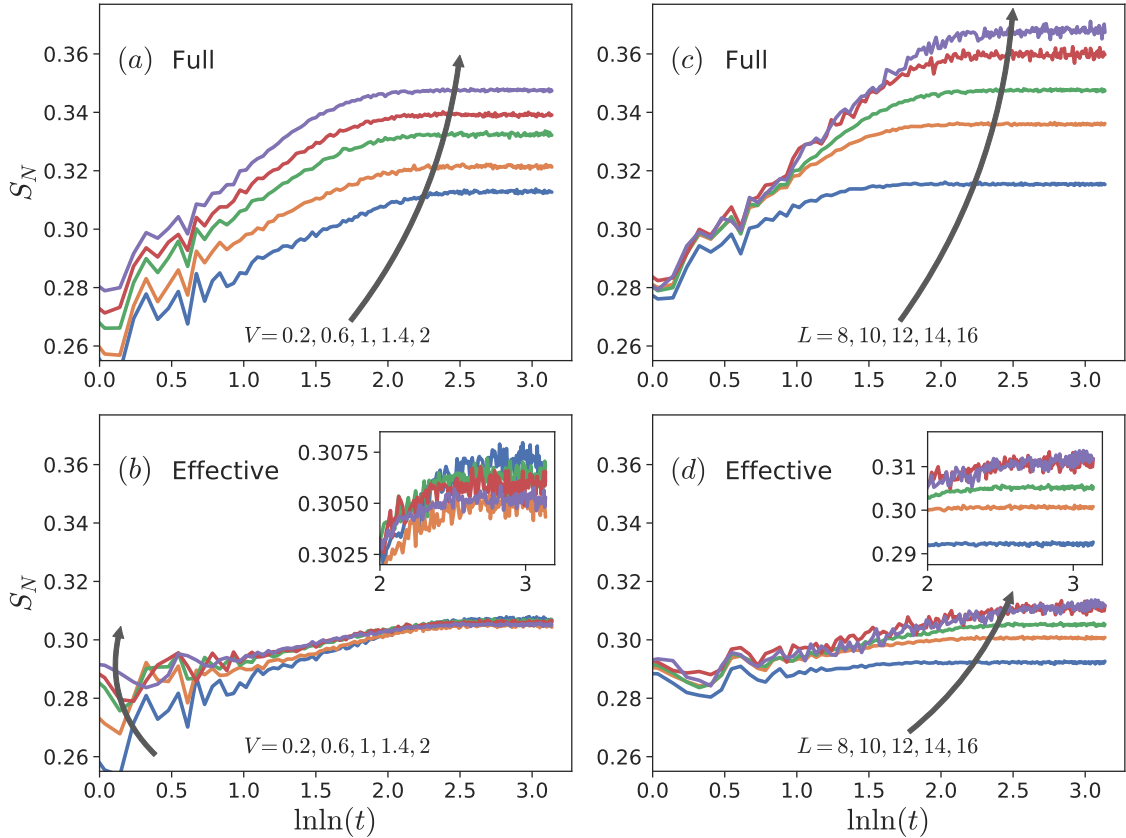 (a) Full
0.36
0.34
0.32
0.30
0.28
0.26
S_N
V = 0.2, 0.6, 1, 1.4, 2
0.0 0.5 1.0 1.5 2.0 2.5 3.0
(c) Full
0.36
0.34
0.32
0.30
0.28
0.26
L = 8, 10, 12, 14, 16
0.0 0.5 1.0 1.5 2.0 2.5 3.0
(b) Effective
0.36
0.34
0.32
0.30
0.28
0.26
S_N
0.3075
0.3050
0.3025
2 3
V = 0.2, 0.6, 1, 1.4, 2
0.0 0.5 1.0 1.5 2.0 2.5 3.0
lnln(t)
(d) Effective
0.36
0.34
0.32
0.30
0.28
0.26
0.31
0.30
0.29
2 3
L = 8, 10, 12, 14, 16
0.0 0.5 1.0 1.5 2.0 2.5 3.0
lnln(t)